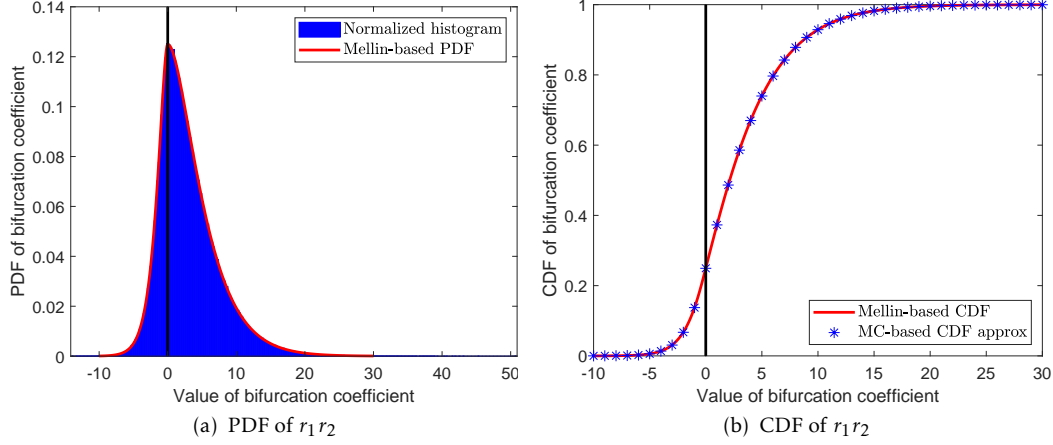 0.14
0.12
0.1
0.08
0.06
0.04
0.02
0
PDF of bifurcation coefficient
Normalized histogram
Mellin-based PDF
-10 0 10 20 30 40 50
Value of bifurcation coefficient
(a) PDF of r₁r₂
1
0.8
0.6
0.4
0.2
0
CDF of bifurcation coefficient
Mellin-based CDF
MC-based CDF approx
-10 -5 0 5 10 15 20 25 30
Value of bifurcation coefficient
(b) CDF of r₁r₂